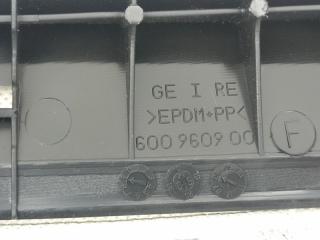 GE I RE
>EPDM+PP<
600 9609 00
F